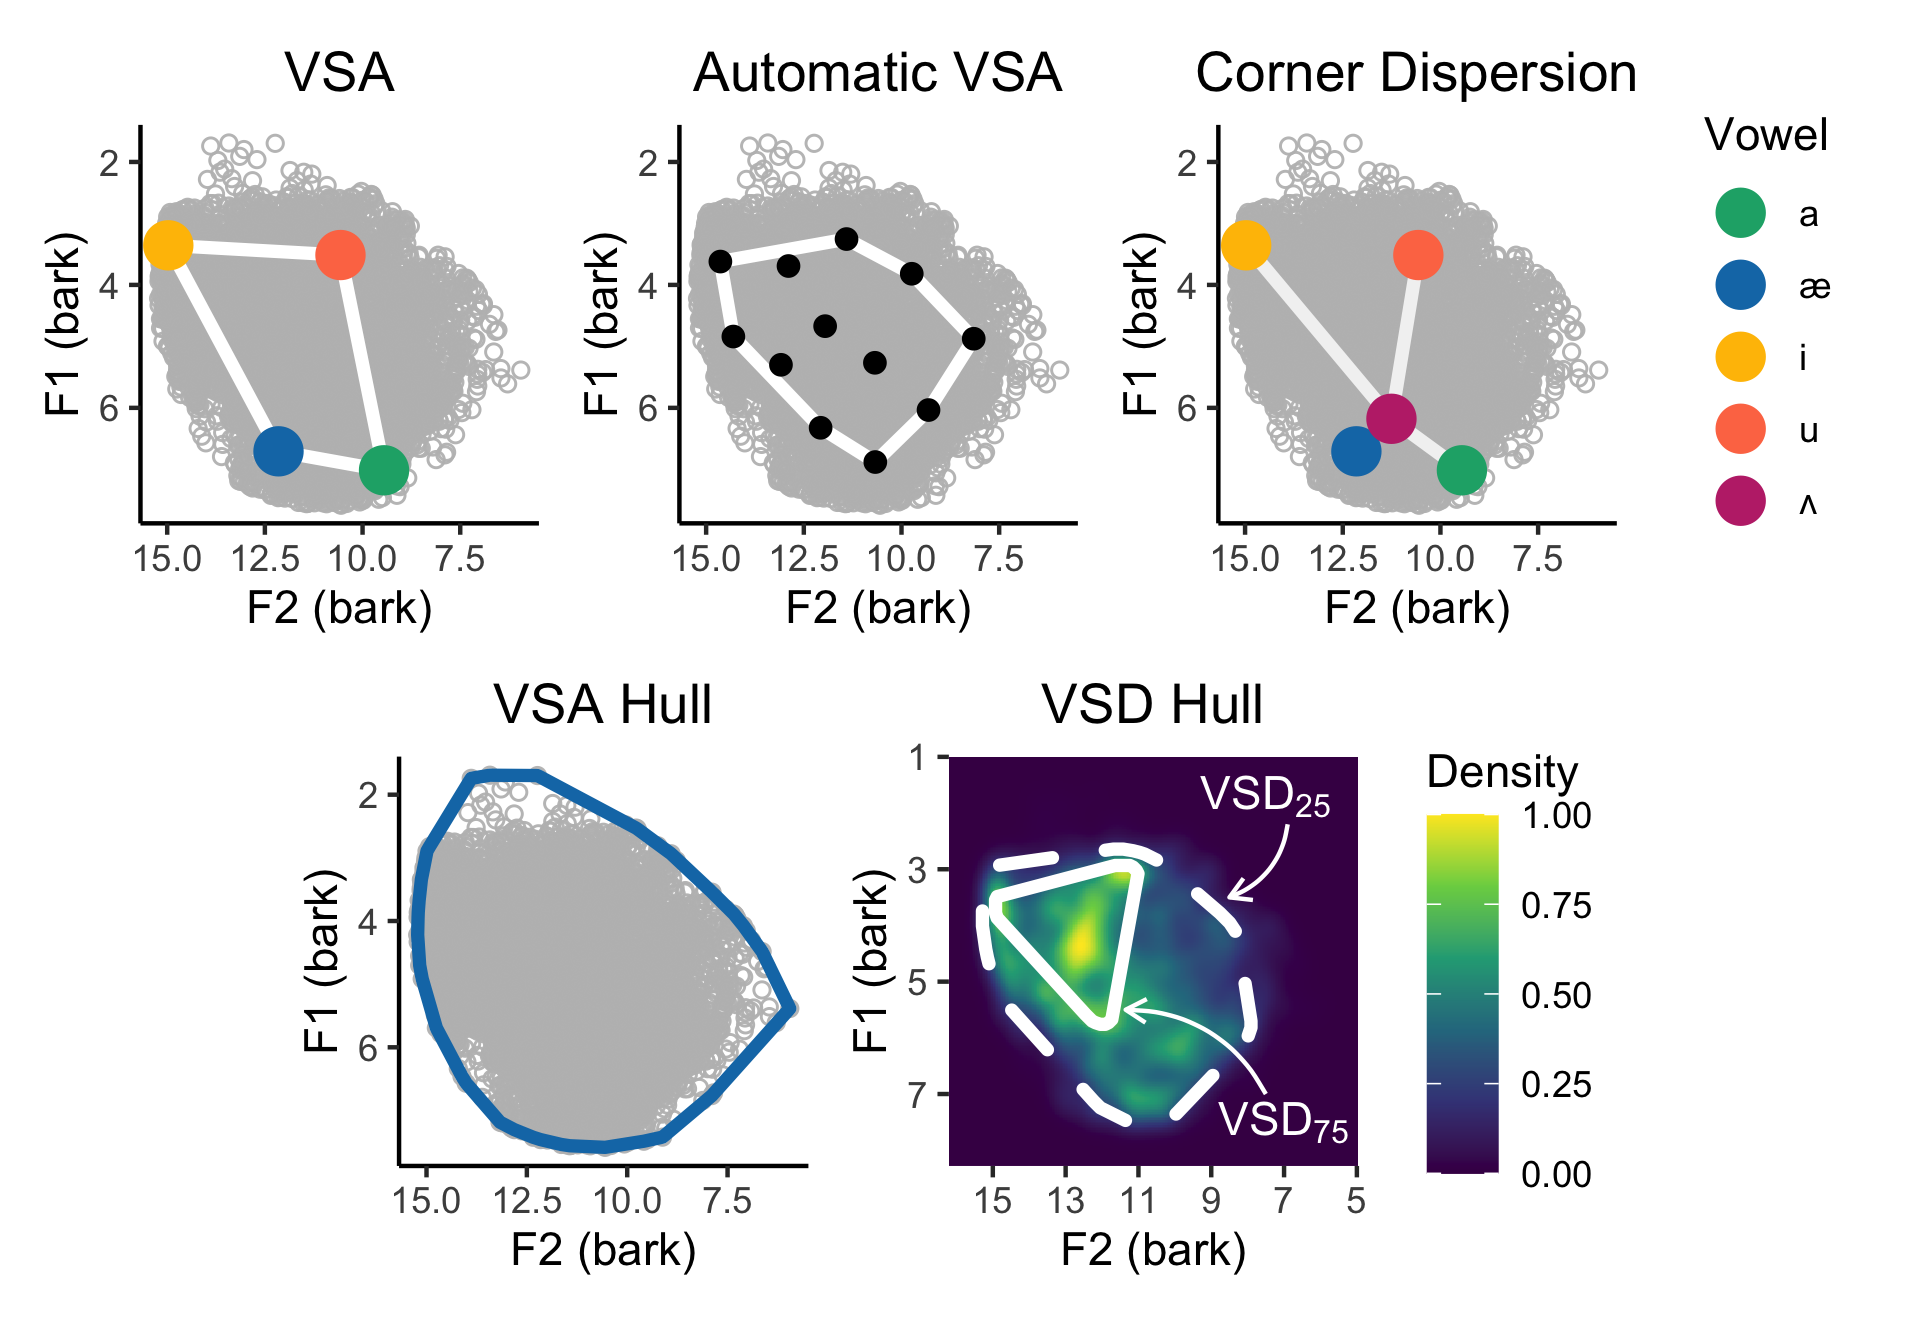 VSA
Automatic VSA
Corner Dispersion
2
4
6
F1 (bark)
15.0 12.5 10.0 7.5
F2 (bark)
2
4
6
F1 (bark)
15.0 12.5 10.0 7.5
F2 (bark)
2
4
6
F1 (bark)
15.0 12.5 10.0 7.5
F2 (bark)
Vowel
a
æ
i
u
ʌ
VSA Hull
2
4
6
F1 (bark)
15.0 12.5 10.0 7.5
F2 (bark)
VSD Hull
1
3
5
7
F1 (bark)
VSD25
VSD75
15 13 11 9 7 5
F2 (bark)
Density
1.00
0.75
0.50
0.25
0.00